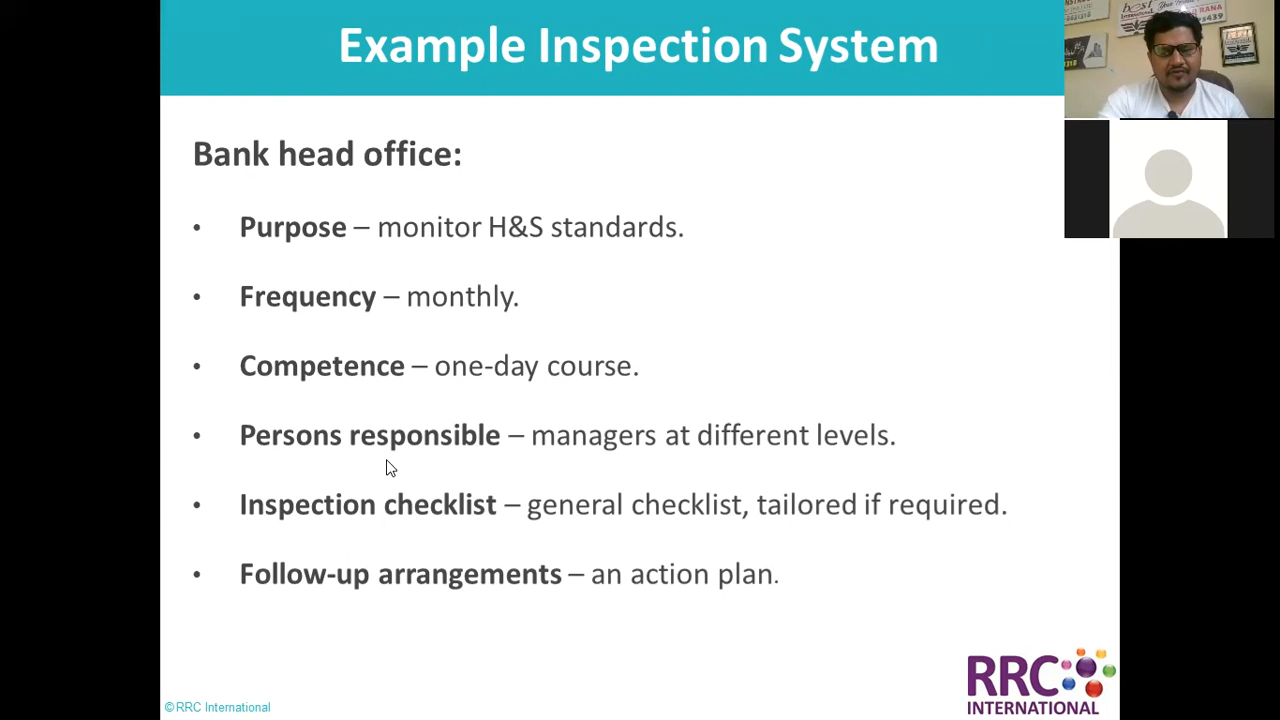 Example Inspection System
Bank head office:
• Purpose – monitor H&S standards.
• Frequency – monthly.
• Competence – one-day course.
• Persons responsible – managers at different levels.
• Inspection checklist – general checklist, tailored if required.
• Follow-up arrangements – an action plan.
©RRC International
RRC
INTERNATIONAL
best
RANA